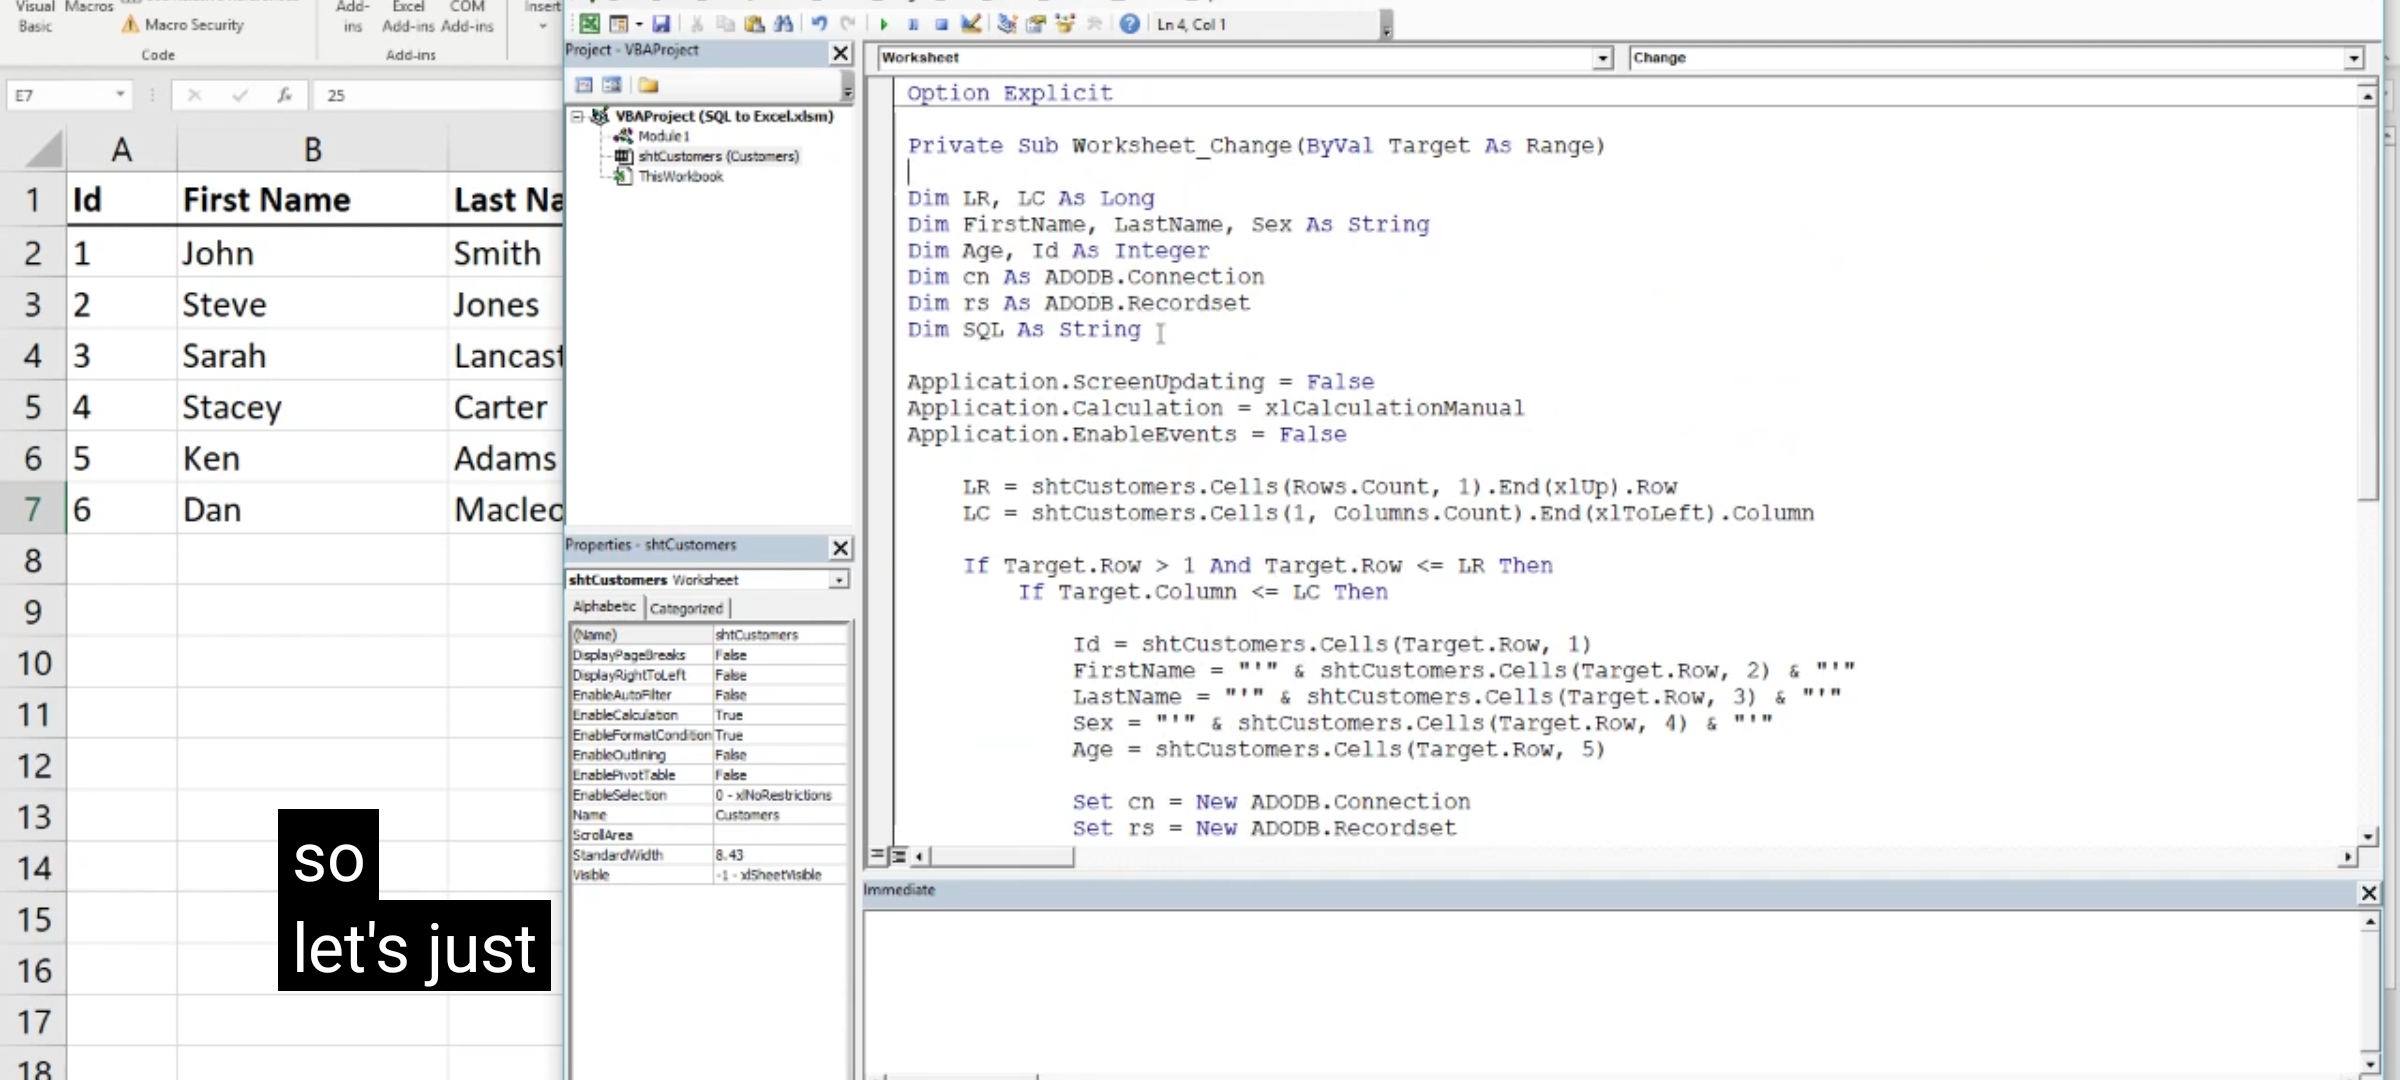 Visual Macros
Basic
Macro Security
Code
Add- Excel COM
ins Add-ins Add-ins
Add-ins
Insert
E7
25
A B
1 Id First Name Last Na
2 1 John Smith
3 2 Steve Jones
4 3 Sarah Lancast
5 4 Stacey Carter
6 5 Ken Adams
7 6 Dan Macleo
8
9
10
11
12
13
14
15
16
17
18
so
let's just
Ln 4, Col 1
Project - VBAProject
VBAProject (SQL to Excel.xlsm)
Module1
shtCustomers (Customers)
ThisWorkbook
Properties - shtCustomers
shtCustomers Worksheet
Alphabetic Categorized
(Name) shtCustomers
DisplayPageBreaks False
DisplayRightToLeft False
EnableAutoFilter False
EnableCalculation True
EnableFormatCondition True
EnableOutlining False
EnablePivotTable False
EnableSelection 0 - xlNoRestrictions
Name Customers
ScrollArea
StandardWidth 8.43
Visible -1 - xlSheetVisible
Worksheet Change
Option Explicit
Private Sub Worksheet_Change(ByVal Target As Range)
Dim LR, LC As Long
Dim FirstName, LastName, Sex As String
Dim Age, Id As Integer
Dim cn As ADODB.Connection
Dim rs As ADODB.Recordset
Dim SQL As String
Application.ScreenUpdating = False
Application.Calculation = xlCalculationManual
Application.EnableEvents = False
LR = shtCustomers.Cells(Rows.Count, 1).End(xlUp).Row
LC = shtCustomers.Cells(1, Columns.Count).End(xlToLeft).Column
If Target.Row > 1 And Target.Row <= LR Then
If Target.Column <= LC Then
Id = shtCustomers.Cells(Target.Row, 1)
FirstName = "'" & shtCustomers.Cells(Target.Row, 2) & "'"
LastName = "'" & shtCustomers.Cells(Target.Row, 3) & "'"
Sex = "'" & shtCustomers.Cells(Target.Row, 4) & "'"
Age = shtCustomers.Cells(Target.Row, 5)
Set cn = New ADODB.Connection
Set rs = New ADODB.Recordset
Immediate